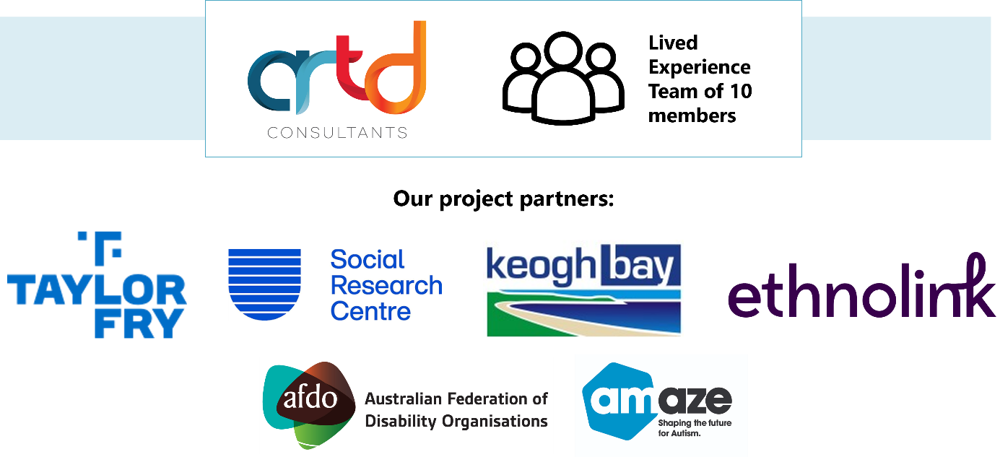 artd
CONSULTANTS
Lived
Experience
Team of 10
members
Our project partners:
TF
TAYLOR
FRY
Social
Research
Centre
keogh bay
ethnolink
afdo
Australian Federation of
Disability Organisations
amaze
Shaping the future
for Autism.